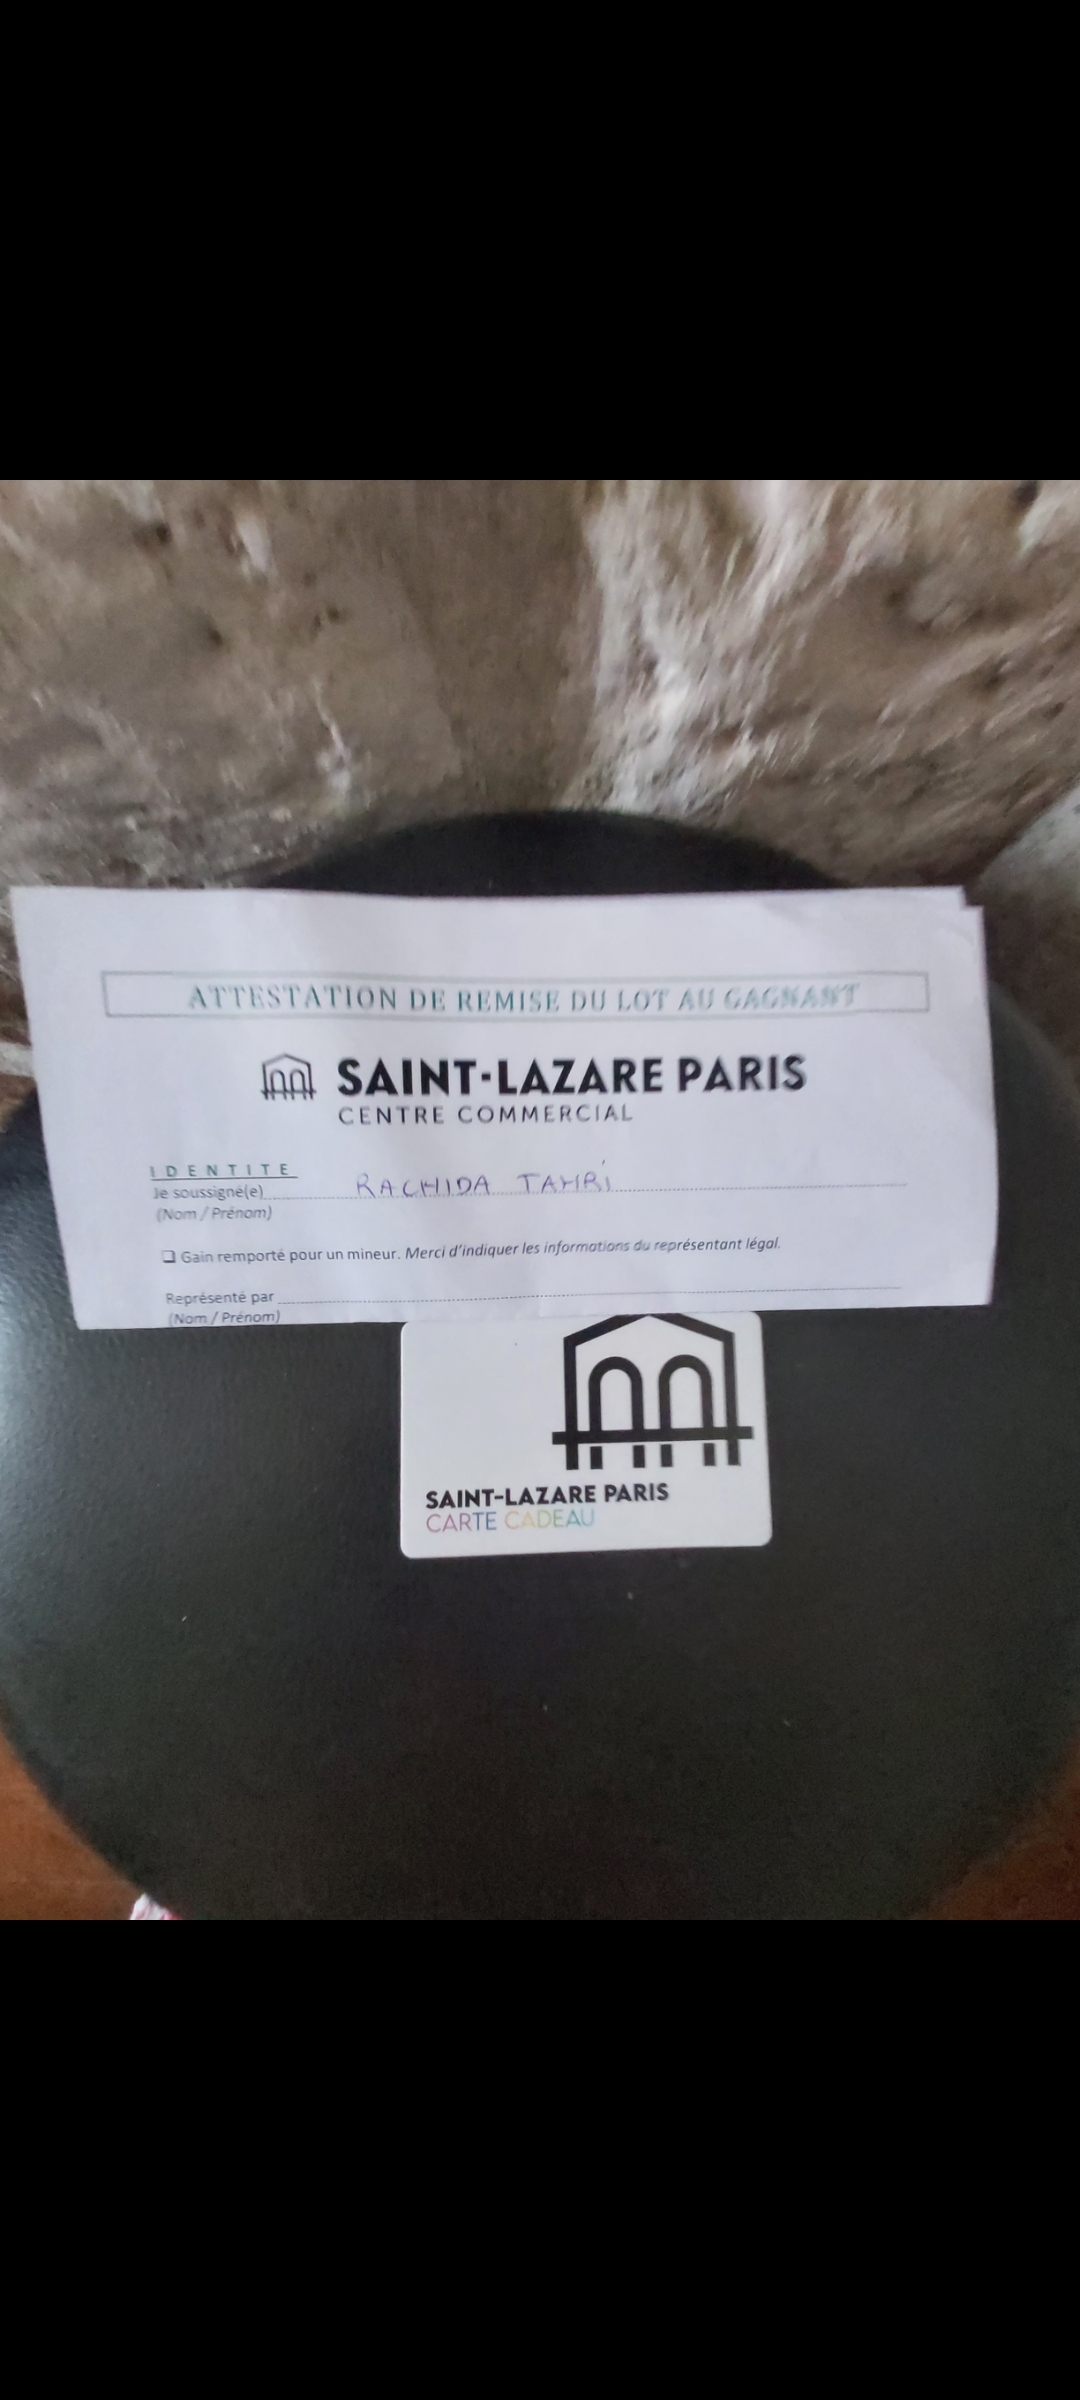 ATTESTATION DE REMISE DU LOT AU GAGNANT
SAINT-LAZARE PARIS
CENTRE COMMERCIAL
IDENTITE
Je soussigné(e) RACHIDA TAHRI
(Nom / Prénom)
❑ Gain remporté pour un mineur. Merci d'indiquer les informations du représentant légal.
Représenté par
(Nom / Prénom)
SAINT-LAZARE PARIS
CARTE CADEAU